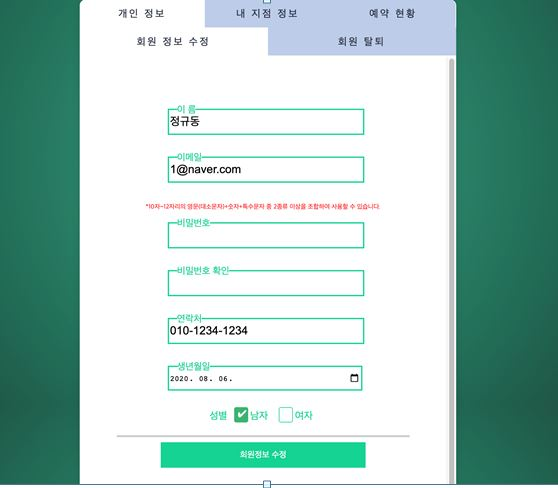 개인 정보 내 지점 정보 예약 현황
회원 정보 수정 회원 탈퇴
이 름
정규동
이메일
1@naver.com
*10자~12자리의 영문(대소문자)+숫자+특수문자 중 2종류 이상을 조합하여 사용할 수 있습니다.
비밀번호
비밀번호 확인
연락처
010-1234-1234
생년월일
2020. 08. 06.
성별 남자 여자
회원정보 수정